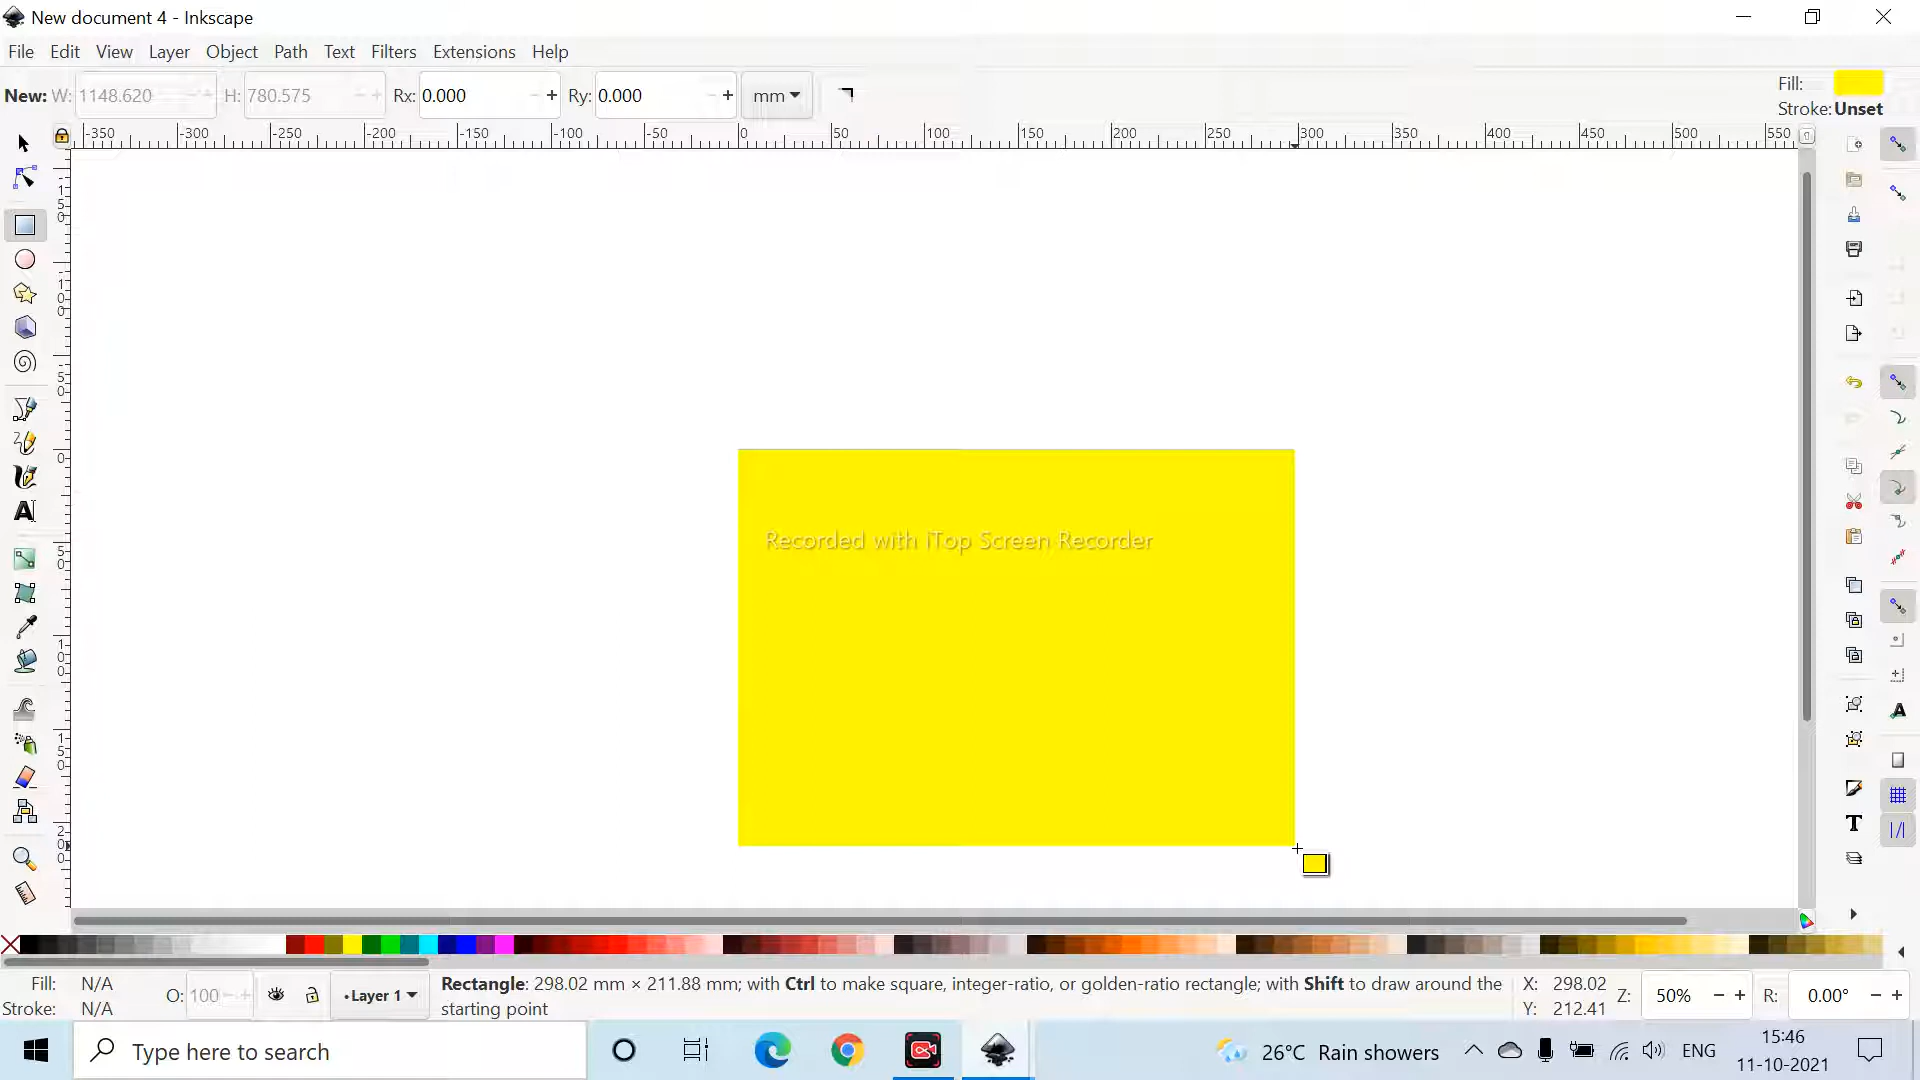 New document 4 - Inkscape
File Edit View Layer Object Path Text Filters Extensions Help
New: W: 1148.620 H: 780.575 Rx: 0.000 Ry: 0.000 mm
Fill:
Stroke: Unset
-350 -300 -250 -200 -150 -100 -50 0 50 100 150 200 250 300 350 400 450 500 550
Recorded with iTop Screen Recorder
Fill: N/A
Stroke: N/A
O: 100
Layer 1
Rectangle: 298.02 mm × 211.88 mm; with Ctrl to make square, integer-ratio, or golden-ratio rectangle; with Shift to draw around the
starting point
X: 298.02
Y: 212.41
Z: 50%
R: 0.00°
Type here to search
26°C Rain showers
ENG
15:46
11-10-2021